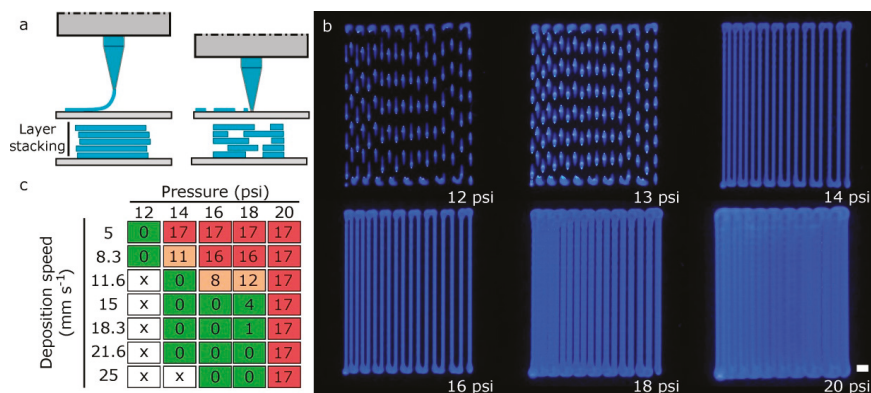 a
Layer
stacking
b
12 psi
13 psi
14 psi
16 psi
18 psi
20 psi
c
Pressure (psi)
12 14 16 18 20
Deposition speed
(mm s⁻¹)
5 0 17 17 17 17
8.3 0 11 16 16 17
11.6 x 0 8 12 17
15 x 0 0 4 17
18.3 x 0 0 1 17
21.6 x 0 0 0 17
25 x x 0 0 17